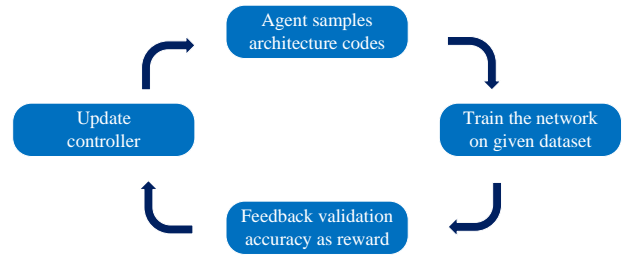 Agent samples
architecture codes
Update
controller
Train the network
on given dataset
Feedback validation
accuracy as reward